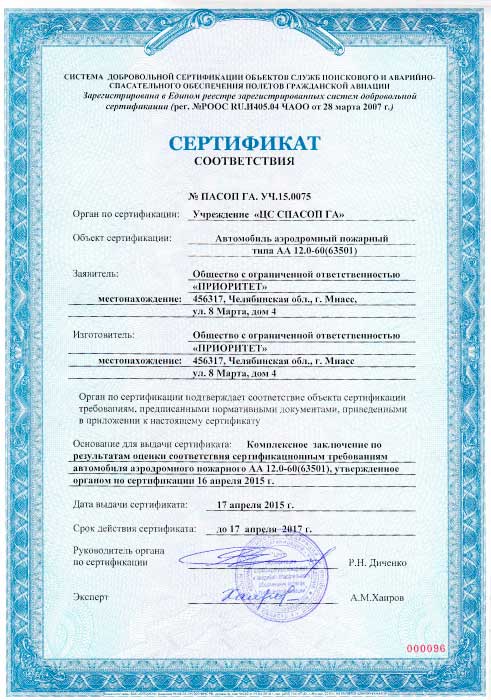 СИСТЕМА ДОБРОВОЛЬНОЙ СЕРТИФИКАЦИИ ОБЪЕКТОВ СЛУЖБ ПОИСКОВОГО И АВАРИЙНО-
СПАСАТЕЛЬНОГО ОБЕСПЕЧЕНИЯ ПОЛЕТОВ ГРАЖДАНСКОЙ АВИАЦИИ
Зарегистрирована в Едином реестре зарегистрированных систем добровольной
сертификации (рег. №РООС RU.И405.04 ЧАОО от 28 марта 2007 г.)
СЕРТИФИКАТ
СООТВЕТСТВИЯ
№ ПАСОП ГА. УЧ.15.0075
Орган по сертификации: Учреждение «ЦС СПАСОП ГА»
Объект сертификации: Автомобиль аэродромный пожарный
типа АА 12.0-60(63501)
Заявитель: Общество с ограниченной ответственностью
«ПРИОРИТЕТ»
местонахождение: 456317, Челябинская обл., г. Миасс,
ул. 8 Марта, дом 4
Изготовитель: Общество с ограниченной ответственностью
«ПРИОРИТЕТ»
местонахождение: 456317, Челябинская обл., г. Миасс
ул. 8 Марта, дом 4
Орган по сертификации подтверждает соответствие объекта сертификации
требованиям, предписанными нормативными документами, приведенными
в приложении к настоящему сертификату
Основание для выдачи сертификата: Комплексное заключение по
результатам оценки соответствия сертификационным требованиям
автомобиля аэродромного пожарного АА 12.0-60(63501), утвержденное
органом по сертификации 16 апреля 2015 г.
Дата выдачи сертификата: 17 апреля 2015 г.
Срок действия сертификата: до 17 апреля 2017 г.
Руководитель органа
по сертификации Р.Н. Диченко
Эксперт А.М.Хаиров
000096